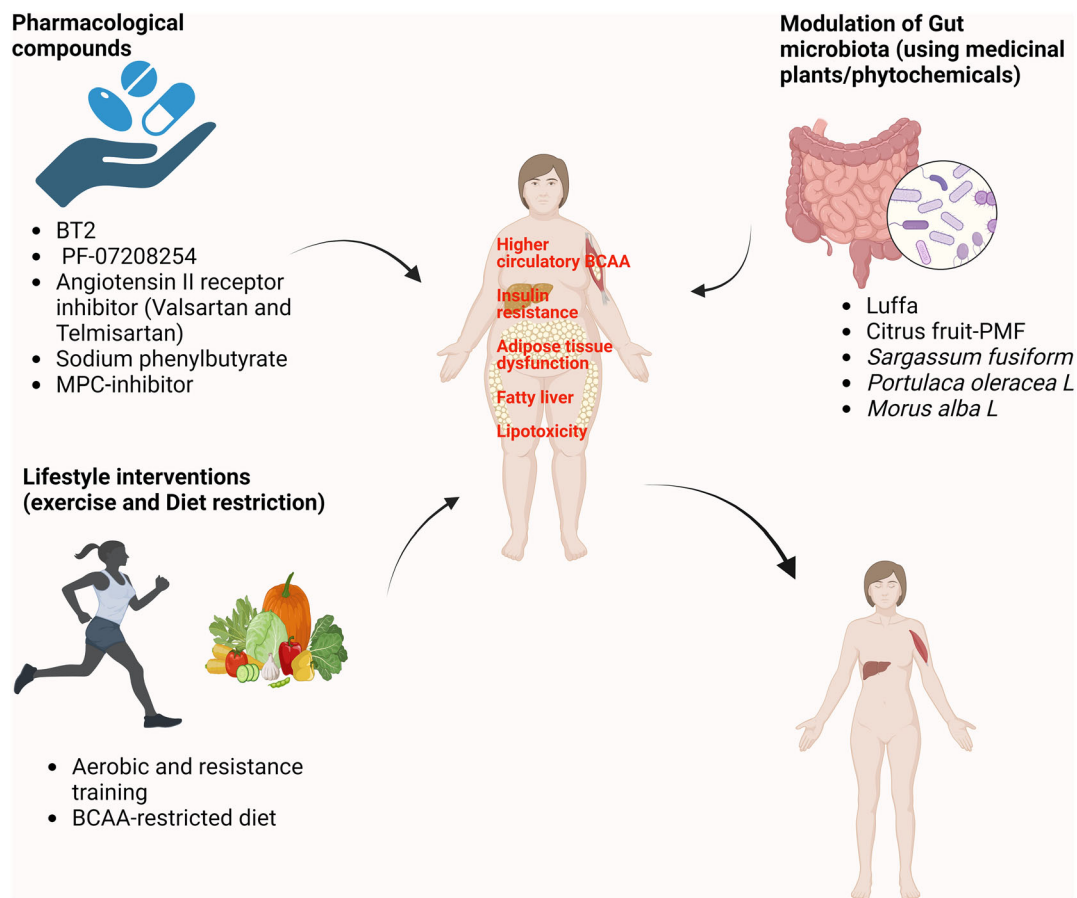 Pharmacological
compounds
• BT2
• PF-07208254
• Angiotensin II receptor
inhibitor (Valsartan and
Telmisartan)
• Sodium phenylbutyrate
• MPC-inhibitor
Modulation of Gut
microbiota (using medicinal
plants/phytochemicals)
• Luffa
• Citrus fruit-PMF
• Sargassum fusiform
• Portulaca oleracea L
• Morus alba L
Higher
circulatory BCAA
Insulin
resistance
Adipose tissue
dysfunction
Fatty liver
Lipotoxicity
Lifestyle interventions
(exercise and Diet restriction)
• Aerobic and resistance
training
• BCAA-restricted diet